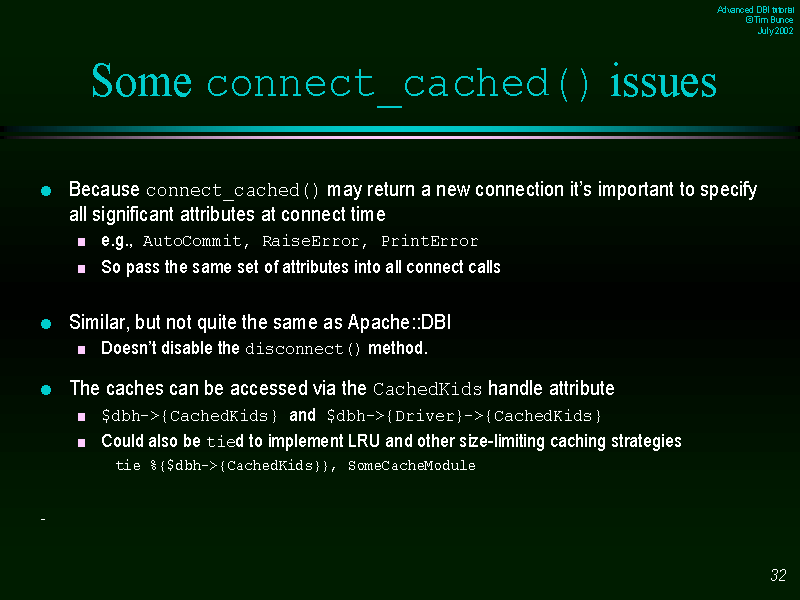 Advanced DBI tutorial
© Tim Bunce
July 2002
Some connect_cached() issues
● Because connect_cached() may return a new connection it’s important to specify
all significant attributes at connect time
■ e.g., AutoCommit, RaiseError, PrintError
■ So pass the same set of attributes into all connect calls
● Similar, but not quite the same as Apache::DBI
■ Doesn’t disable the disconnect() method.
● The caches can be accessed via the CachedKids handle attribute
■ $dbh->{CachedKids} and $dbh->{Driver}->{CachedKids}
■ Could also be tied to implement LRU and other size-limiting caching strategies
tie %{$dbh->{CachedKids}}, SomeCacheModule
-
32